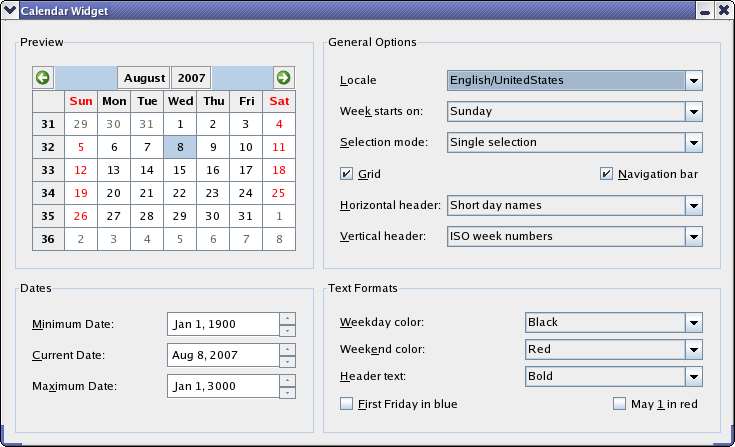 Calendar Widget
Preview
August 2007
Sun Mon Tue Wed Thu Fri Sat
31 29 30 31 1 2 3 4
32 5 6 7 8 9 10 11
33 12 13 14 15 16 17 18
34 19 20 21 22 23 24 25
35 26 27 28 29 30 31 1
36 2 3 4 5 6 7 8
General Options
Locale English/UnitedStates
Week starts on: Sunday
Selection mode: Single selection
Grid Navigation bar
Horizontal header: Short day names
Vertical header: ISO week numbers
Dates
Minimum Date: Jan 1, 1900
Current Date: Aug 8, 2007
Maximum Date: Jan 1, 3000
Text Formats
Weekday color: Black
Weekend color: Red
Header text: Bold
First Friday in blue May 1 in red